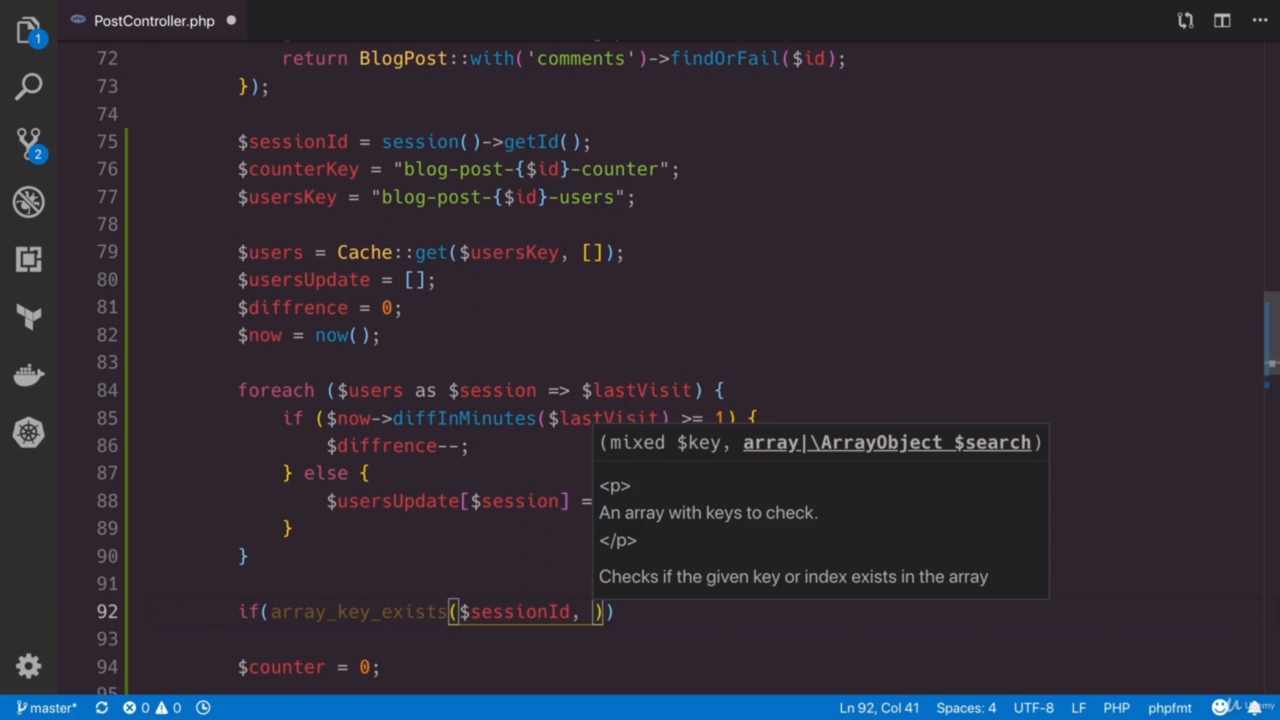 PostController.php
1
72 return BlogPost::with('comments')->findOrFail($id);
73 });
74
75 $sessionId = session()->getId();
76 $counterKey = "blog-post-{$id}-counter";
77 $usersKey = "blog-post-{$id}-users";
78
79 $users = Cache::get($usersKey, []);
80 $usersUpdate = [];
81 $diffrence = 0;
82 $now = now();
83
84 foreach ($users as $session => $lastVisit) {
85 if ($now->diffInMinutes($lastVisit) >= 1) {
86 $diffrence--;
87 } else {
88 $usersUpdate[$session] =
89 }
90 }
91
92 if(array_key_exists($sessionId, ))
93
94 $counter = 0;
95
2
(mixed $key, array|\ArrayObject $search)
<p>
An array with keys to check.
</p>
Checks if the given key or index exists in the array
master* 0 0 Ln 92, Col 41 Spaces: 4 UTF-8 LF PHP phpfmt Udemy